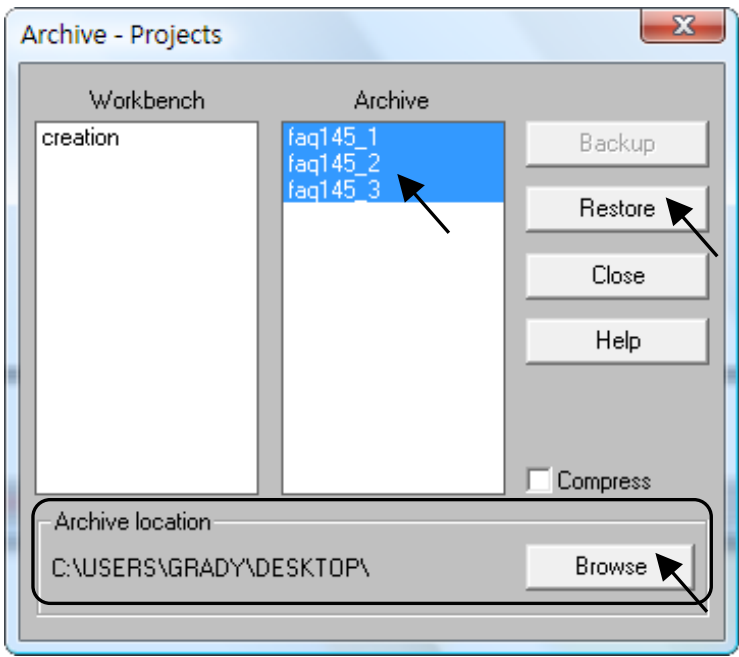 Archive - Projects
Workbench
Archive
creation
faq145_1
faq145_2
faq145_3
Backup
Restore
Close
Help
Compress
Archive location
C:\USERS\GRADY\DESKTOP\
Browse